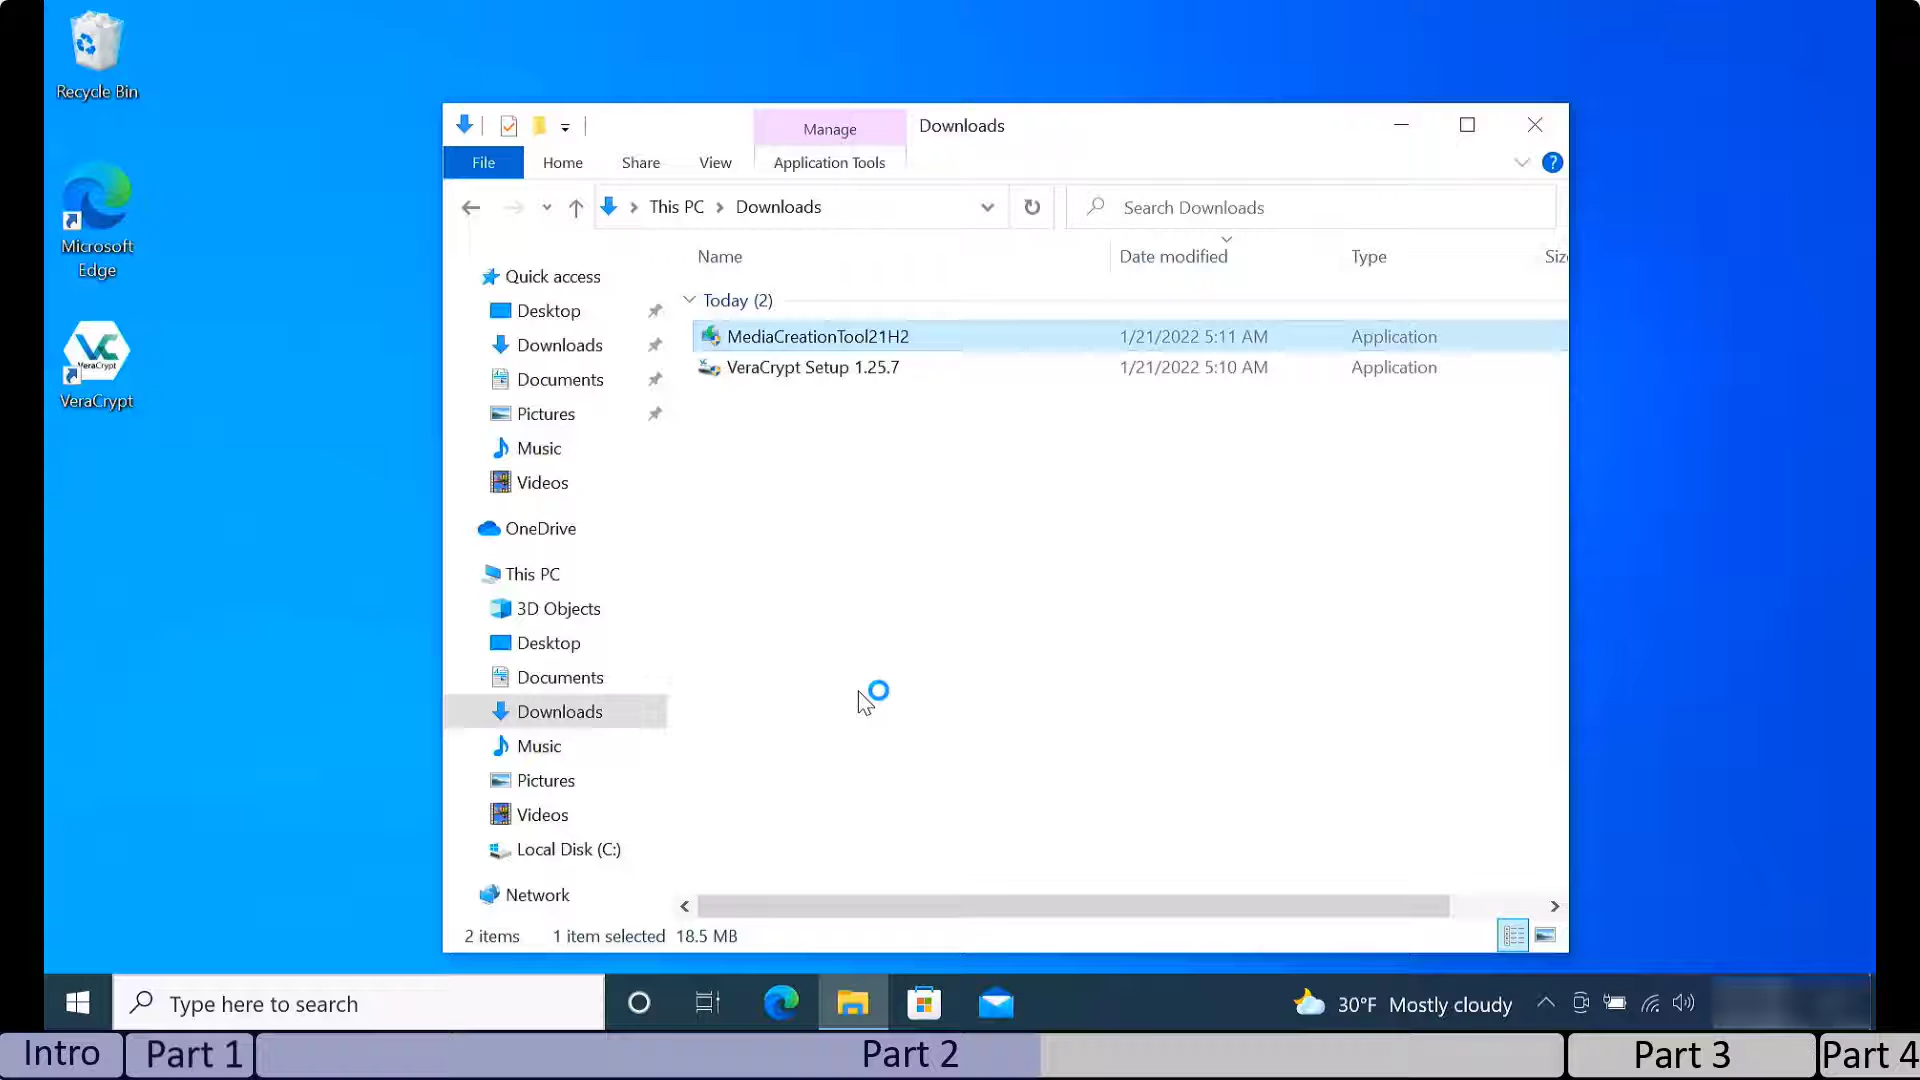 Recycle Bin
Microsoft
Edge
VeraCrypt
VeraCrypt
Manage
Downloads
File
Home
Share
View
Application Tools
?
This PC
Downloads
Search Downloads
Name
Date modified
Type
Siz
Today (2)
MediaCreationTool21H2
1/21/2022 5:11 AM
Application
VeraCrypt Setup 1.25.7
1/21/2022 5:10 AM
Application
Quick access
Desktop
Downloads
Documents
Pictures
Music
Videos
OneDrive
This PC
3D Objects
Desktop
Documents
Downloads
Music
Pictures
Videos
Local Disk (C:)
Network
2 items
1 item selected 18.5 MB
Type here to search
30°F Mostly cloudy
Intro
Part 1
Part 2
Part 3
Part 4